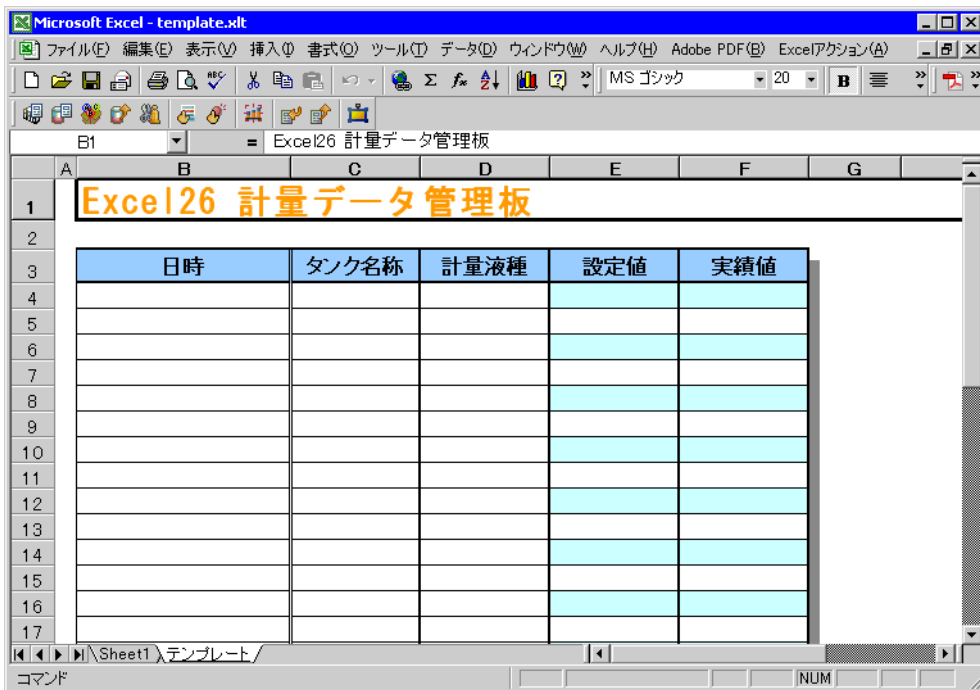 Microsoft Excel - template.xlt
ファイル(F) 編集(E) 表示(V) 挿入(I) 書式(O) ツール(T) データ(D) ウィンドウ(W) ヘルプ(H) Adobe PDF(B) Excelアクション(A)
MS ゴシック 20 B
B1 = Excel26 計量データ管理板
A B C D E F G
1 Excel26 計量データ管理板
2
3 日時 タンク名称 計量液種 設定値 実績値
4
5
6
7
8
9
10
11
12
13
14
15
16
17
Sheet1 テンプレート
コマンド NUM